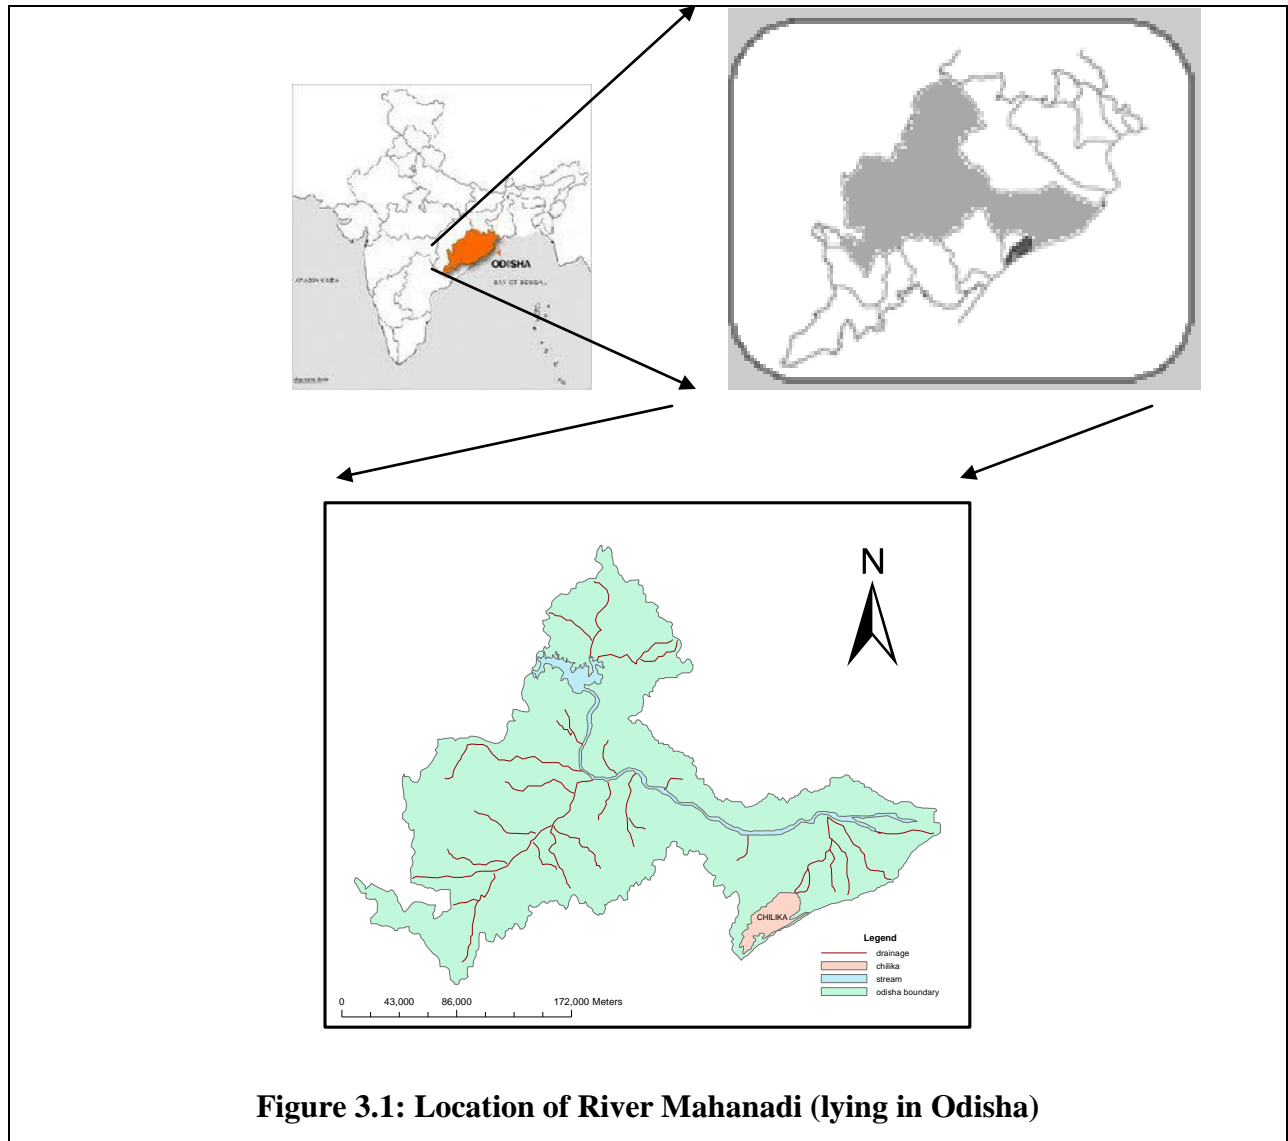 ODISHA
BAY OF BENGAL
N
CHILIKA
Legend
drainage
chilika
stream
odisha boundary
0 43,000 86,000 172,000 Meters
Figure 3.1: Location of River Mahanadi (lying in Odisha)